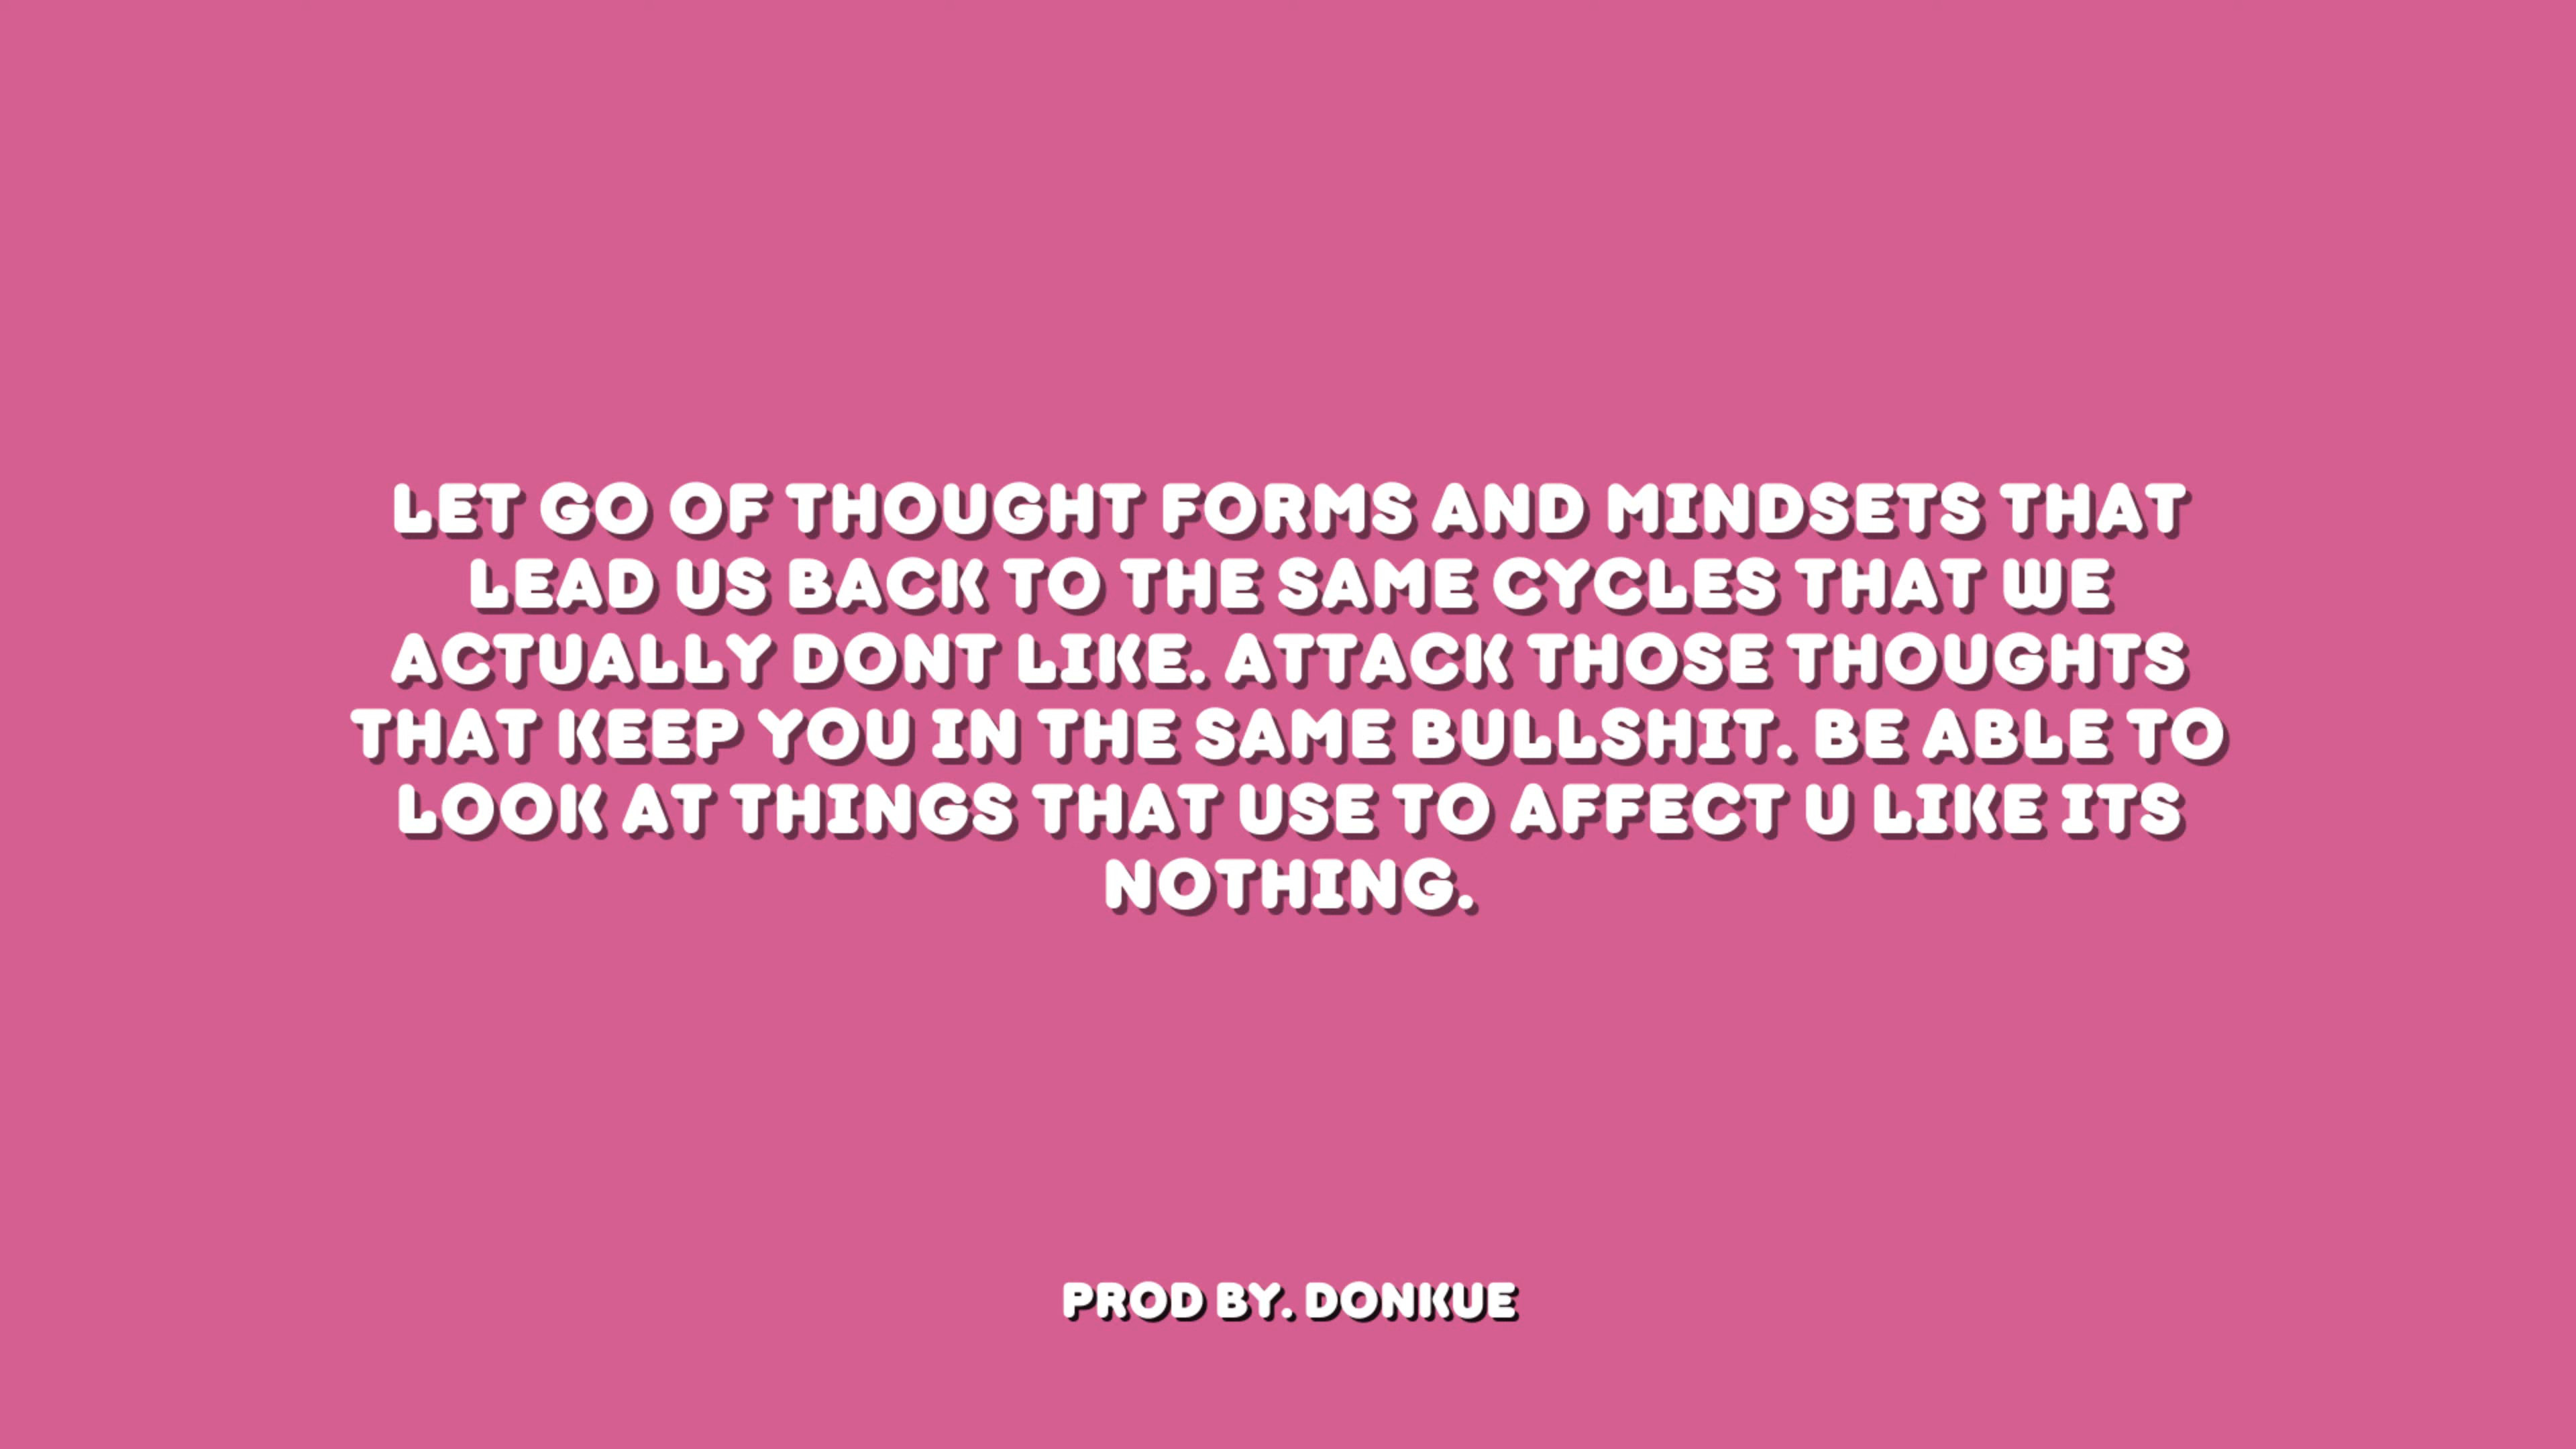 LET GO OF THOUGHT FORMS AND MINDSETS THAT
LEAD US BACK TO THE SAME CYCLES THAT WE
ACTUALLY DONT LIKE. ATTACK THOSE THOUGHTS
THAT KEEP YOU IN THE SAME BULLSHIT. BE ABLE TO
LOOK AT THINGS THAT USE TO AFFECT U LIKE ITS
NOTHING.
PROD BY. DONKUE